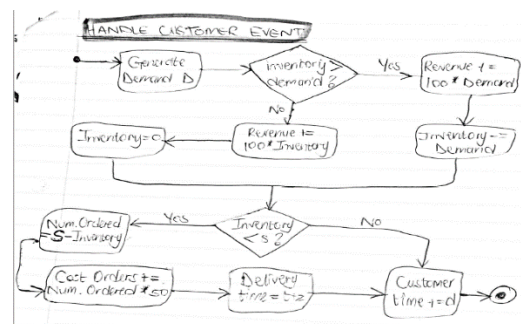 HANDLE CUSTOMER EVENT
Generate
Demand D
Inventory >
demand?
Yes
Revenue +=
100* Demand
No
Inventory=0
Revenue +=
100* Inventory
Inventory -=
Demand
Num. Ordered
=S-Inventory
Yes
Inventory
< s?
No
Cost Orders +=
Num. Ordered * 50
Delivery
time =
Customer
time += d